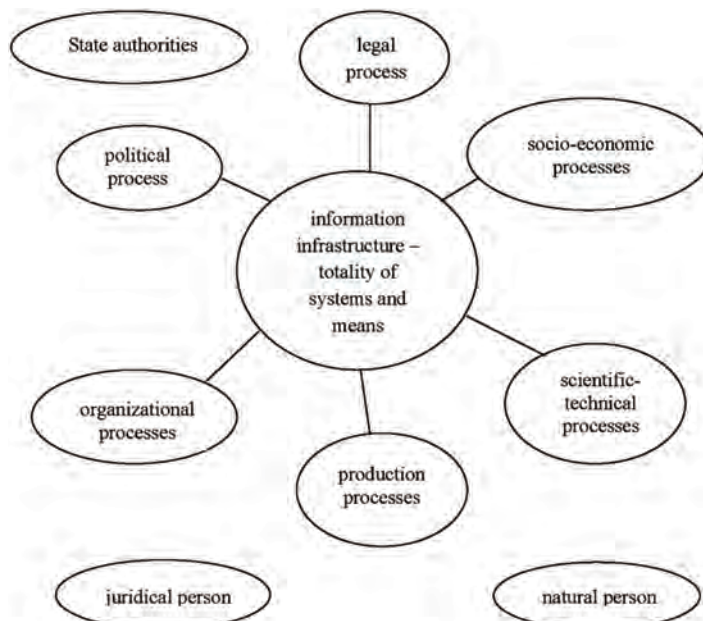 State authorities
legal
process
political
process
socio-economic
processes
information
infrastructure –
totality of
systems and
means
organizational
processes
scientific-
technical
processes
production
processes
juridical person
natural person